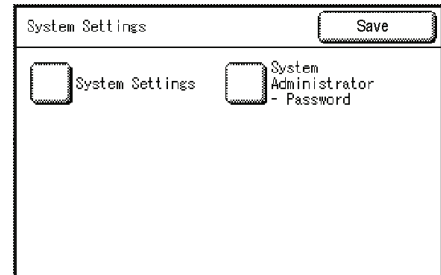 System Settings
Save
System Settings
System
Administrator
- Password